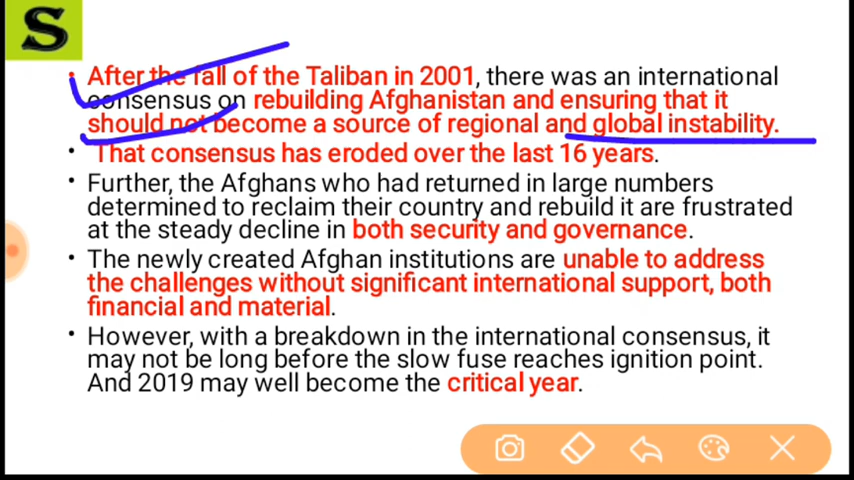 S
• After the fall of the Taliban in 2001, there was an international
consensus on rebuilding Afghanistan and ensuring that it
should not become a source of regional and global instability.
• That consensus has eroded over the last 16 years.
• Further, the Afghans who had returned in large numbers
determined to reclaim their country and rebuild it are frustrated
at the steady decline in both security and governance.
• The newly created Afghan institutions are unable to address
the challenges without significant international support, both
financial and material.
• However, with a breakdown in the international consensus, it
may not be long before the slow fuse reaches ignition point.
And 2019 may well become the critical year.